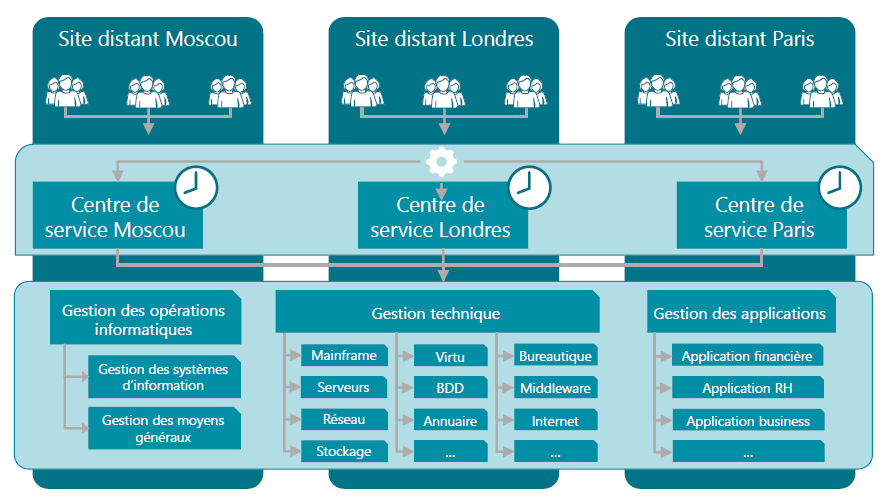 Site distant Moscou
Site distant Londres
Site distant Paris
Centre de
service Moscou
Centre de
service Londres
Centre de
service Paris
Gestion des opérations
informatiques
Gestion des systèmes
d'information
Gestion des moyens
généraux
Gestion technique
Mainframe
Serveurs
Réseau
Stockage
Virtu
BDD
Annuaire
...
Bureautique
Middleware
Internet
...
Gestion des applications
Application financière
Application RH
Application business
...